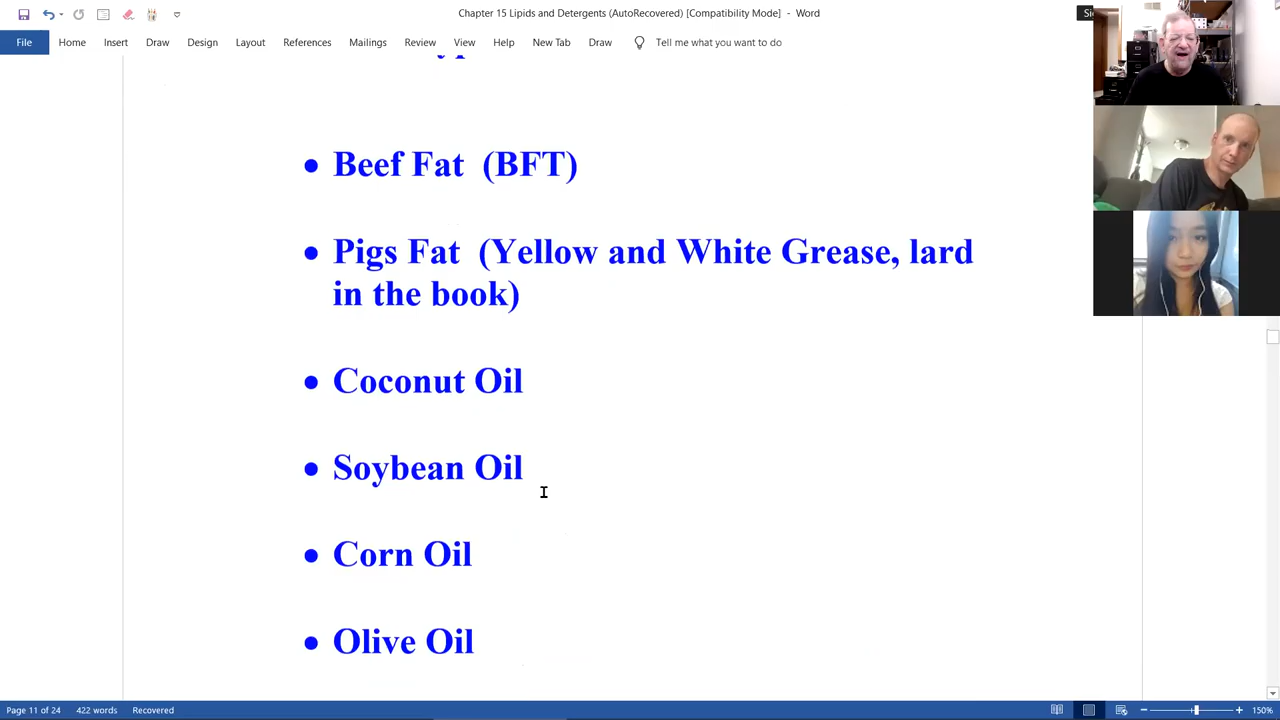 Chapter 15 Lipids and Detergents (AutoRecovered) [Compatibility Mode] - Word
File Home Insert Draw Design Layout References Mailings Review View Help New Tab Draw Tell me what you want to do
• Beef Fat (BFT)
• Pigs Fat (Yellow and White Grease, lard
in the book)
• Coconut Oil
• Soybean Oil
• Corn Oil
• Olive Oil
Page 11 of 24 422 words Recovered 150%